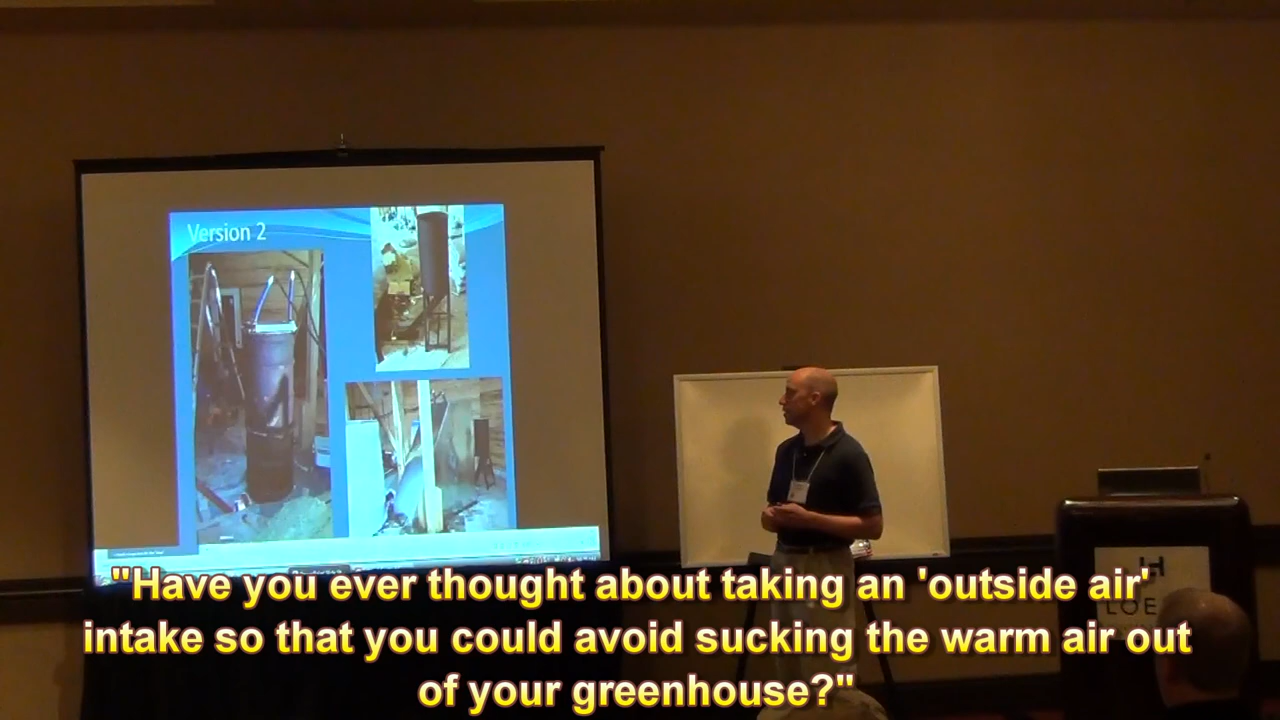 Version 2
"Have you ever thought about taking an 'outside air'
intake so that you could avoid sucking the warm air out
of your greenhouse?"
LOE